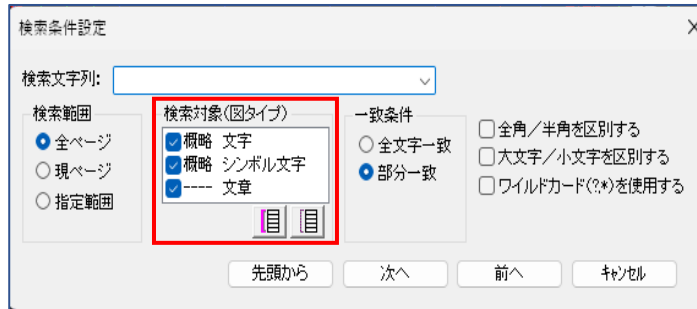 検索条件設定
検索文字列:
検索範囲
全ページ
現ページ
指定範囲
検索対象(図タイプ)
概略 文字
概略 シンボル文字
---- 文章
一致条件
全文字一致
部分一致
全角/半角を区別する
大文字/小文字を区別する
ワイルドカード(?*)を使用する
先頭から
次へ
前へ
キャンセル